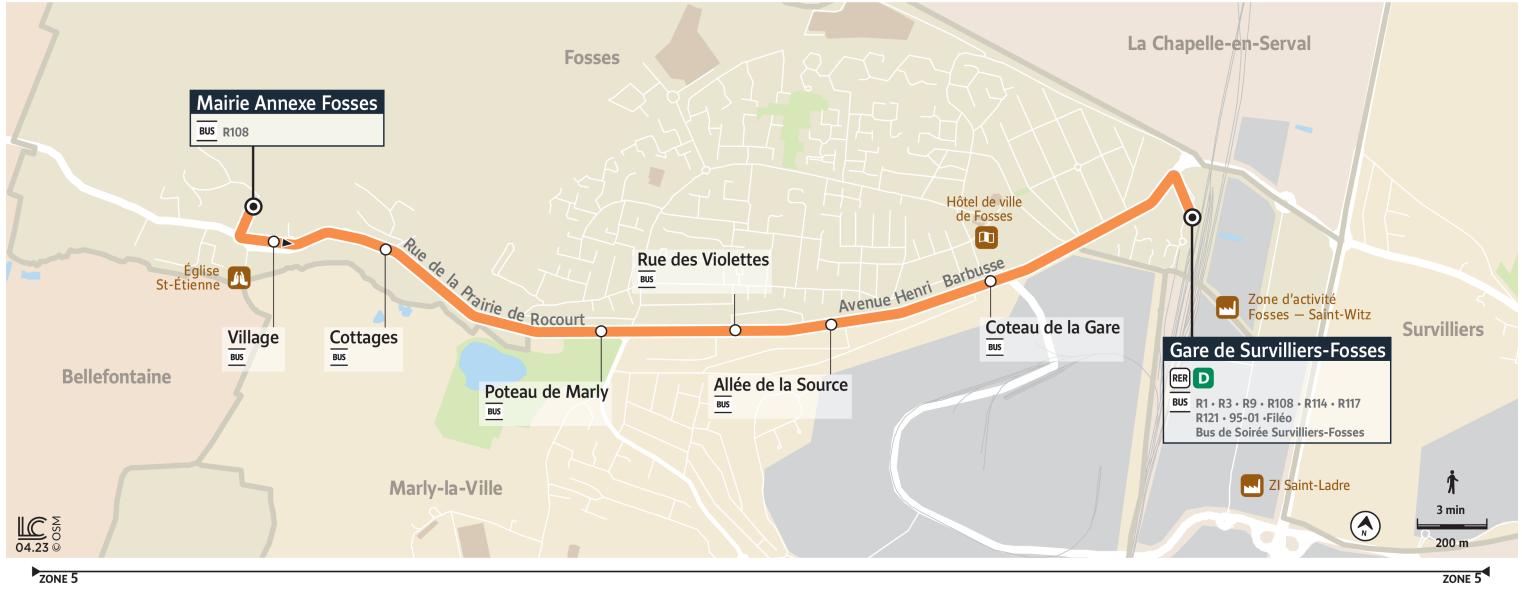 La Chapelle-en-Serval
Fosses
Mairie Annexe Fosses
BUS R108
Hôtel de ville
de Fosses
Rue de la Prairie de Rocourt
Rue des Violettes
BUS
Avenue Henri Barbusse
Église
St-Étienne
Zone d'activité
Fosses — Saint-Witz
Village
BUS
Cottages
BUS
Coteau de la Gare
BUS
Survilliers
Gare de Survilliers-Fosses
RER D
BUS R1 • R3 • R9 • R108 • R114 • R117
R121 • 95-01 •Filéo
Bus de Soirée Survilliers-Fosses
Bellefontaine
Poteau de Marly
BUS
Allée de la Source
BUS
Marly-la-Ville
ZI Saint-Ladre
3 min
200 m
N
LC
04.23 © OSM
ZONE 5
ZONE 5